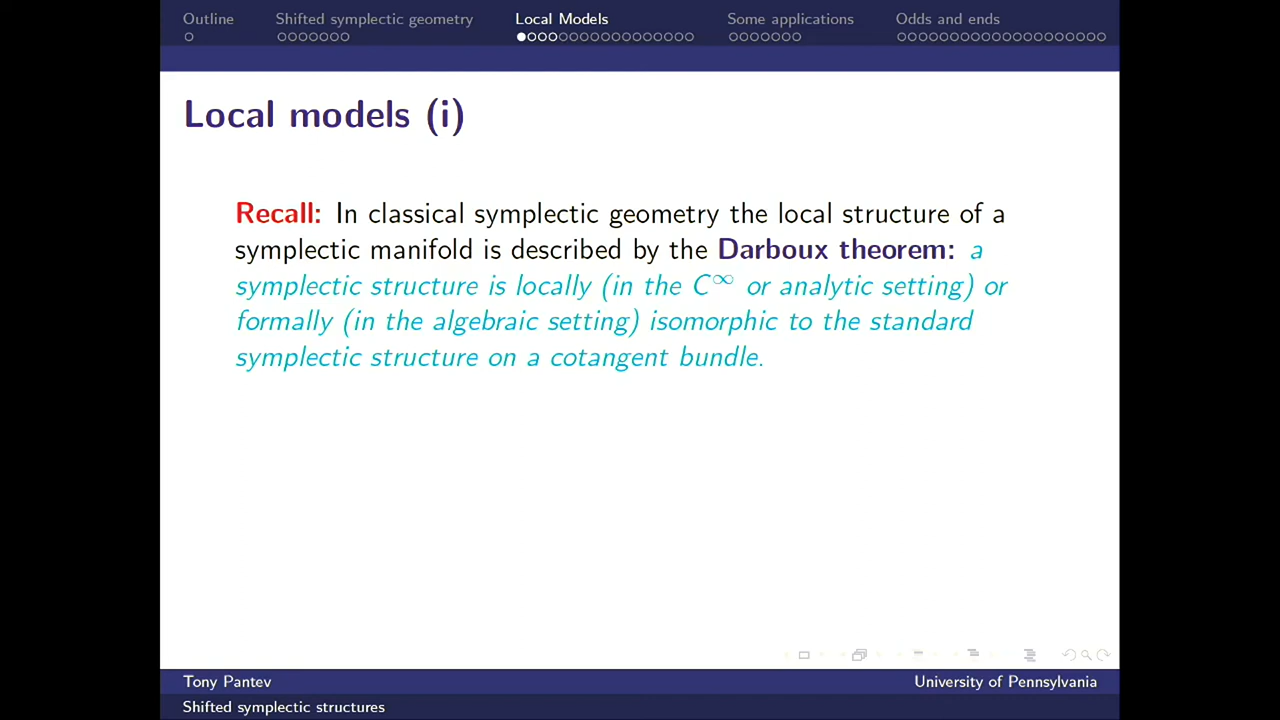 Outline Shifted symplectic geometry Local Models Some applications Odds and ends
Local models (i)
Recall: In classical symplectic geometry the local structure of a
symplectic manifold is described by the Darboux theorem: a
symplectic structure is locally (in the C∞ or analytic setting) or
formally (in the algebraic setting) isomorphic to the standard
symplectic structure on a cotangent bundle.
Tony Pantev University of Pennsylvania
Shifted symplectic structures